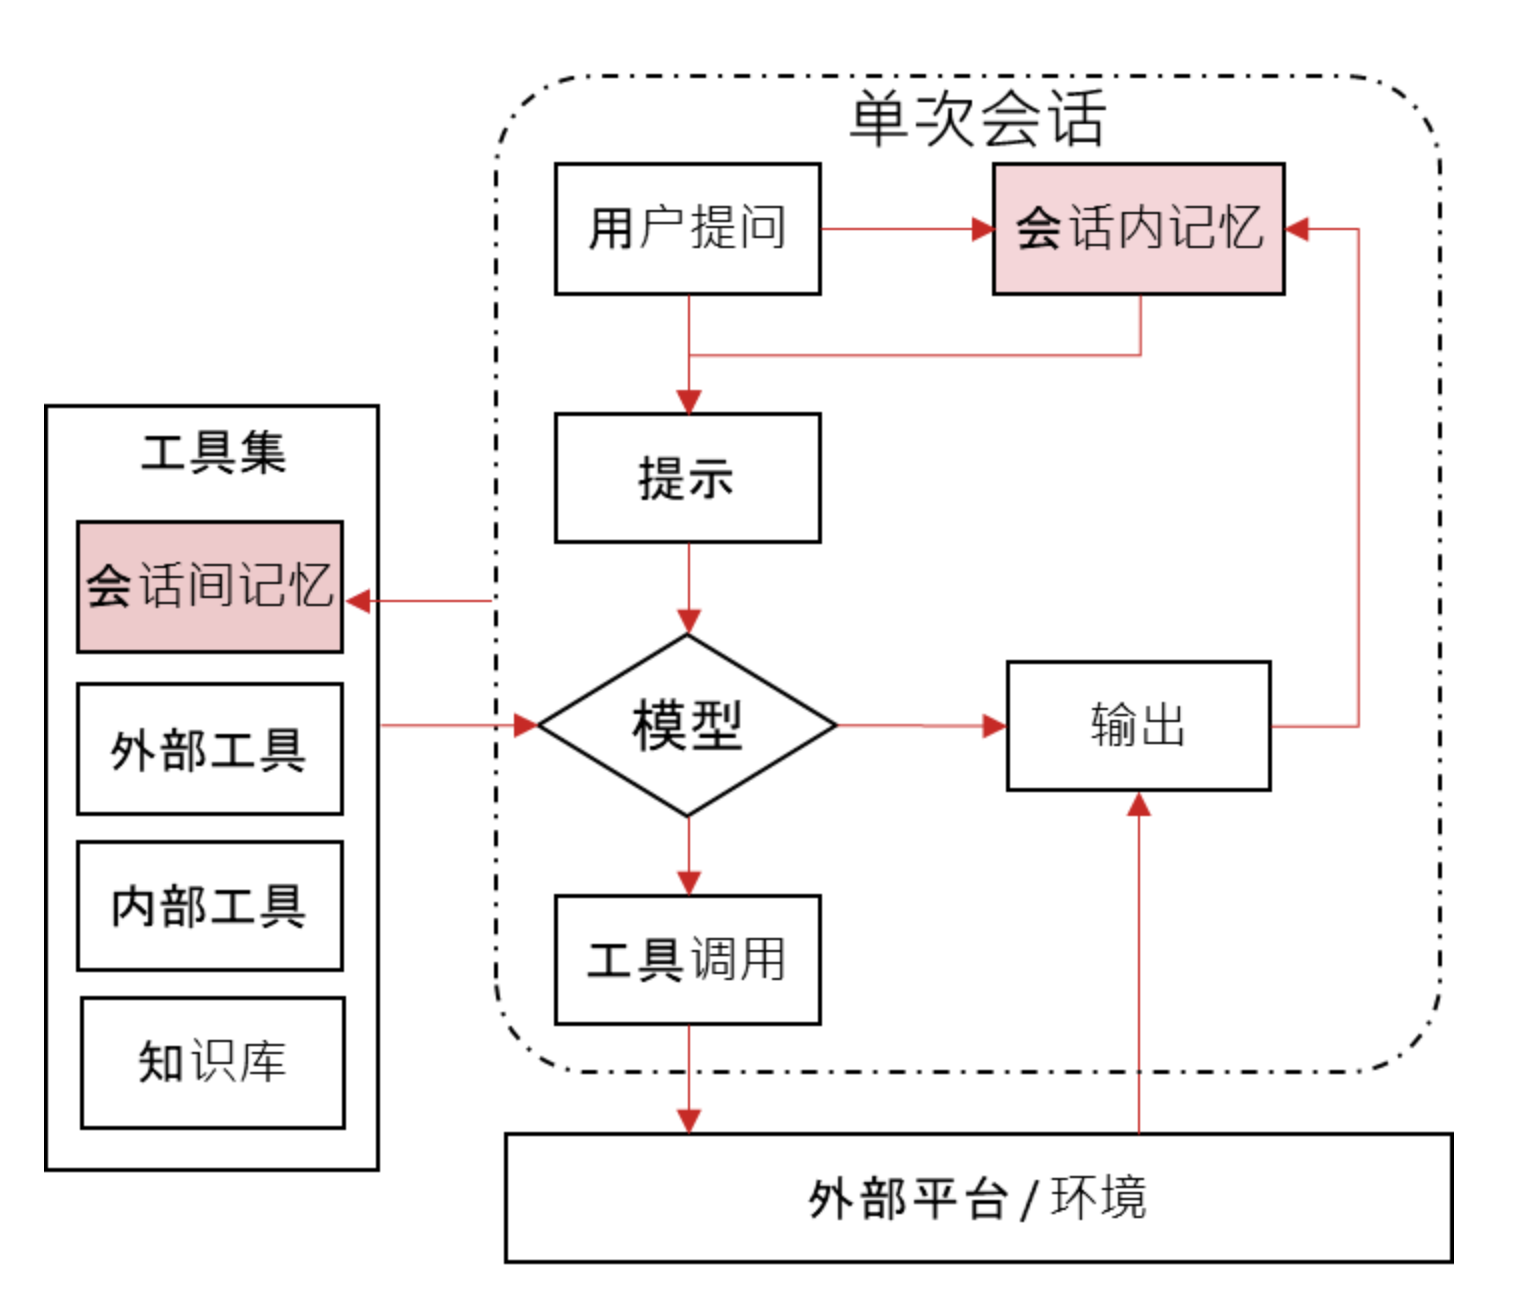 单次会话
用户提问
会话内记忆
提示
工具集
会话间记忆
外部工具
内部工具
知识库
模型
输出
工具调用
外部平台/环境